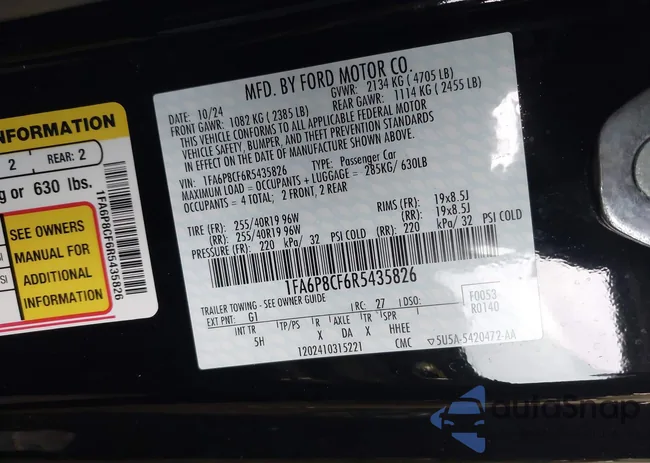 INFORMATION
2 REAR: 2
g or 630 lbs.
SEE OWNERS
MANUAL FOR
ADDITIONAL
INFORMATION
1FA6P8CF6R5435826
MFD. BY FORD MOTOR CO.
DATE: 10/24 GVWR: 2134 KG (4705 LB)
FRONT GAWR: 1082 KG (2385 LB) REAR GAWR: 1114 KG (2455 LB)
THIS VEHICLE CONFORMS TO ALL APPLICABLE FEDERAL MOTOR
VEHICLE SAFETY, BUMPER, AND THEFT PREVENTION STANDARDS
IN EFFECT ON THE DATE OF MANUFACTURE SHOWN ABOVE.
VIN: 1FA6P8CF6R5435826 TYPE: Passenger Car
MAXIMUM LOAD = OCCUPANTS + LUGGAGE = 285KG/ 630LB
OCCUPANTS = 4 TOTAL; 2 FRONT, 2 REAR
TIRE (FR): 255/40R19 96W RIMS (FR): 19x8.5J
(RR): 255/40R19 96W (RR): 19x8.5J
PRESSURE (FR): 220 kPa/ 32 PSI COLD (RR): 220 kPa/ 32 PSI COLD
1FA6P8CF6R5435826
TRAILER TOWING - SEE OWNER GUIDE
EXT PNT: G1 RC: 27 DSO: F0053
R0140
INT TR TP/PS R AXLE TR SPR
5H X DA X HHEE
1202410315221 CMC 5U5A-5420472-AA
autoSnap